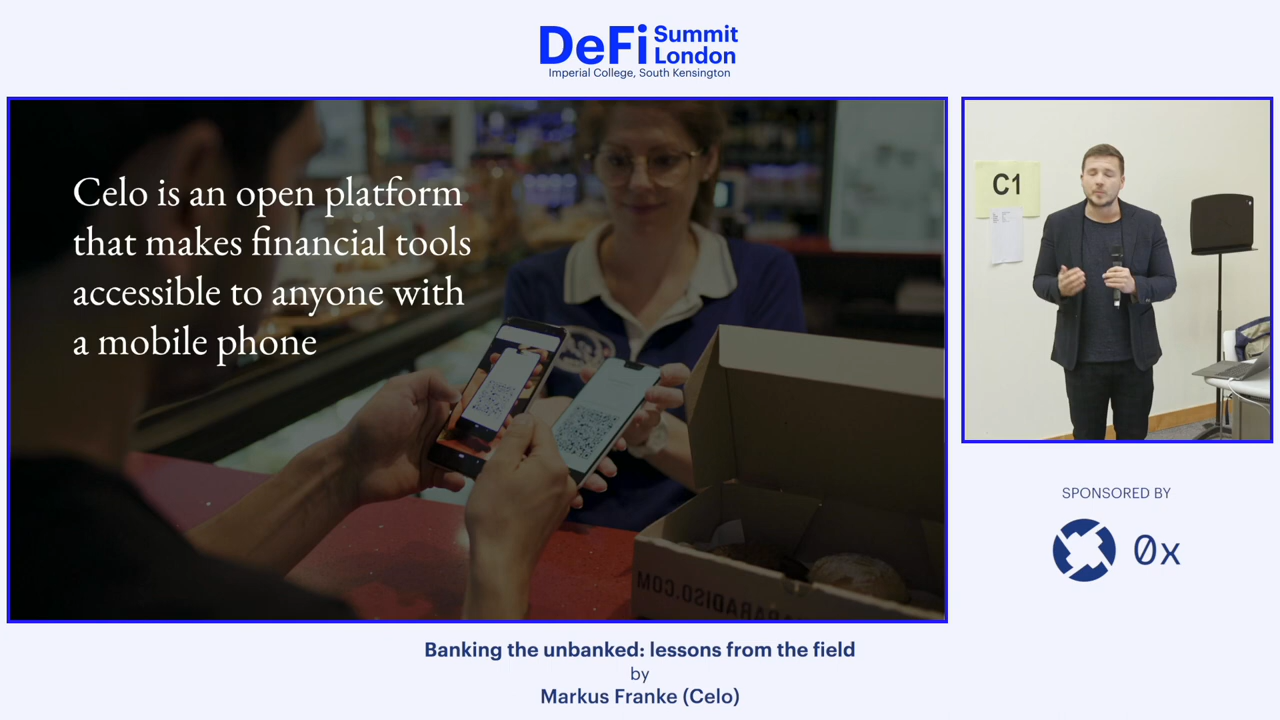 DeFi Summit
London
Imperial College, South Kensington
Celo is an open platform
that makes financial tools
accessible to anyone with
a mobile phone
C1
SPONSORED BY
0x
Banking the unbanked: lessons from the field
by
Markus Franke (Celo)